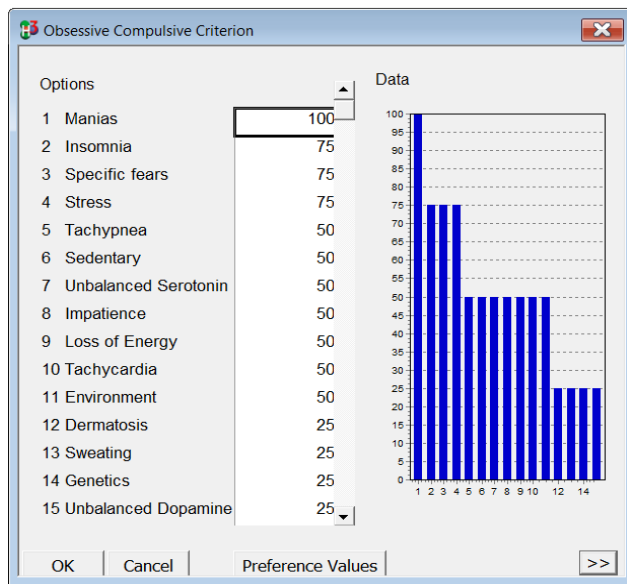 Obsessive Compulsive Criterion
Options
Data
1 Manias 100
2 Insomnia 75
3 Specific fears 75
4 Stress 75
5 Tachypnea 50
6 Sedentary 50
7 Unbalanced Serotonin 50
8 Impatience 50
9 Loss of Energy 50
10 Tachycardia 50
11 Environment 50
12 Dermatosis 25
13 Sweating 25
14 Genetics 25
15 Unbalanced Dopamine 25
100
95
90
85
80
75
70
65
60
55
50
45
40
35
30
25
20
15
10
5
0
1 2 3 4 5 6 7 8 9 10 12 14
OK Cancel Preference Values >>